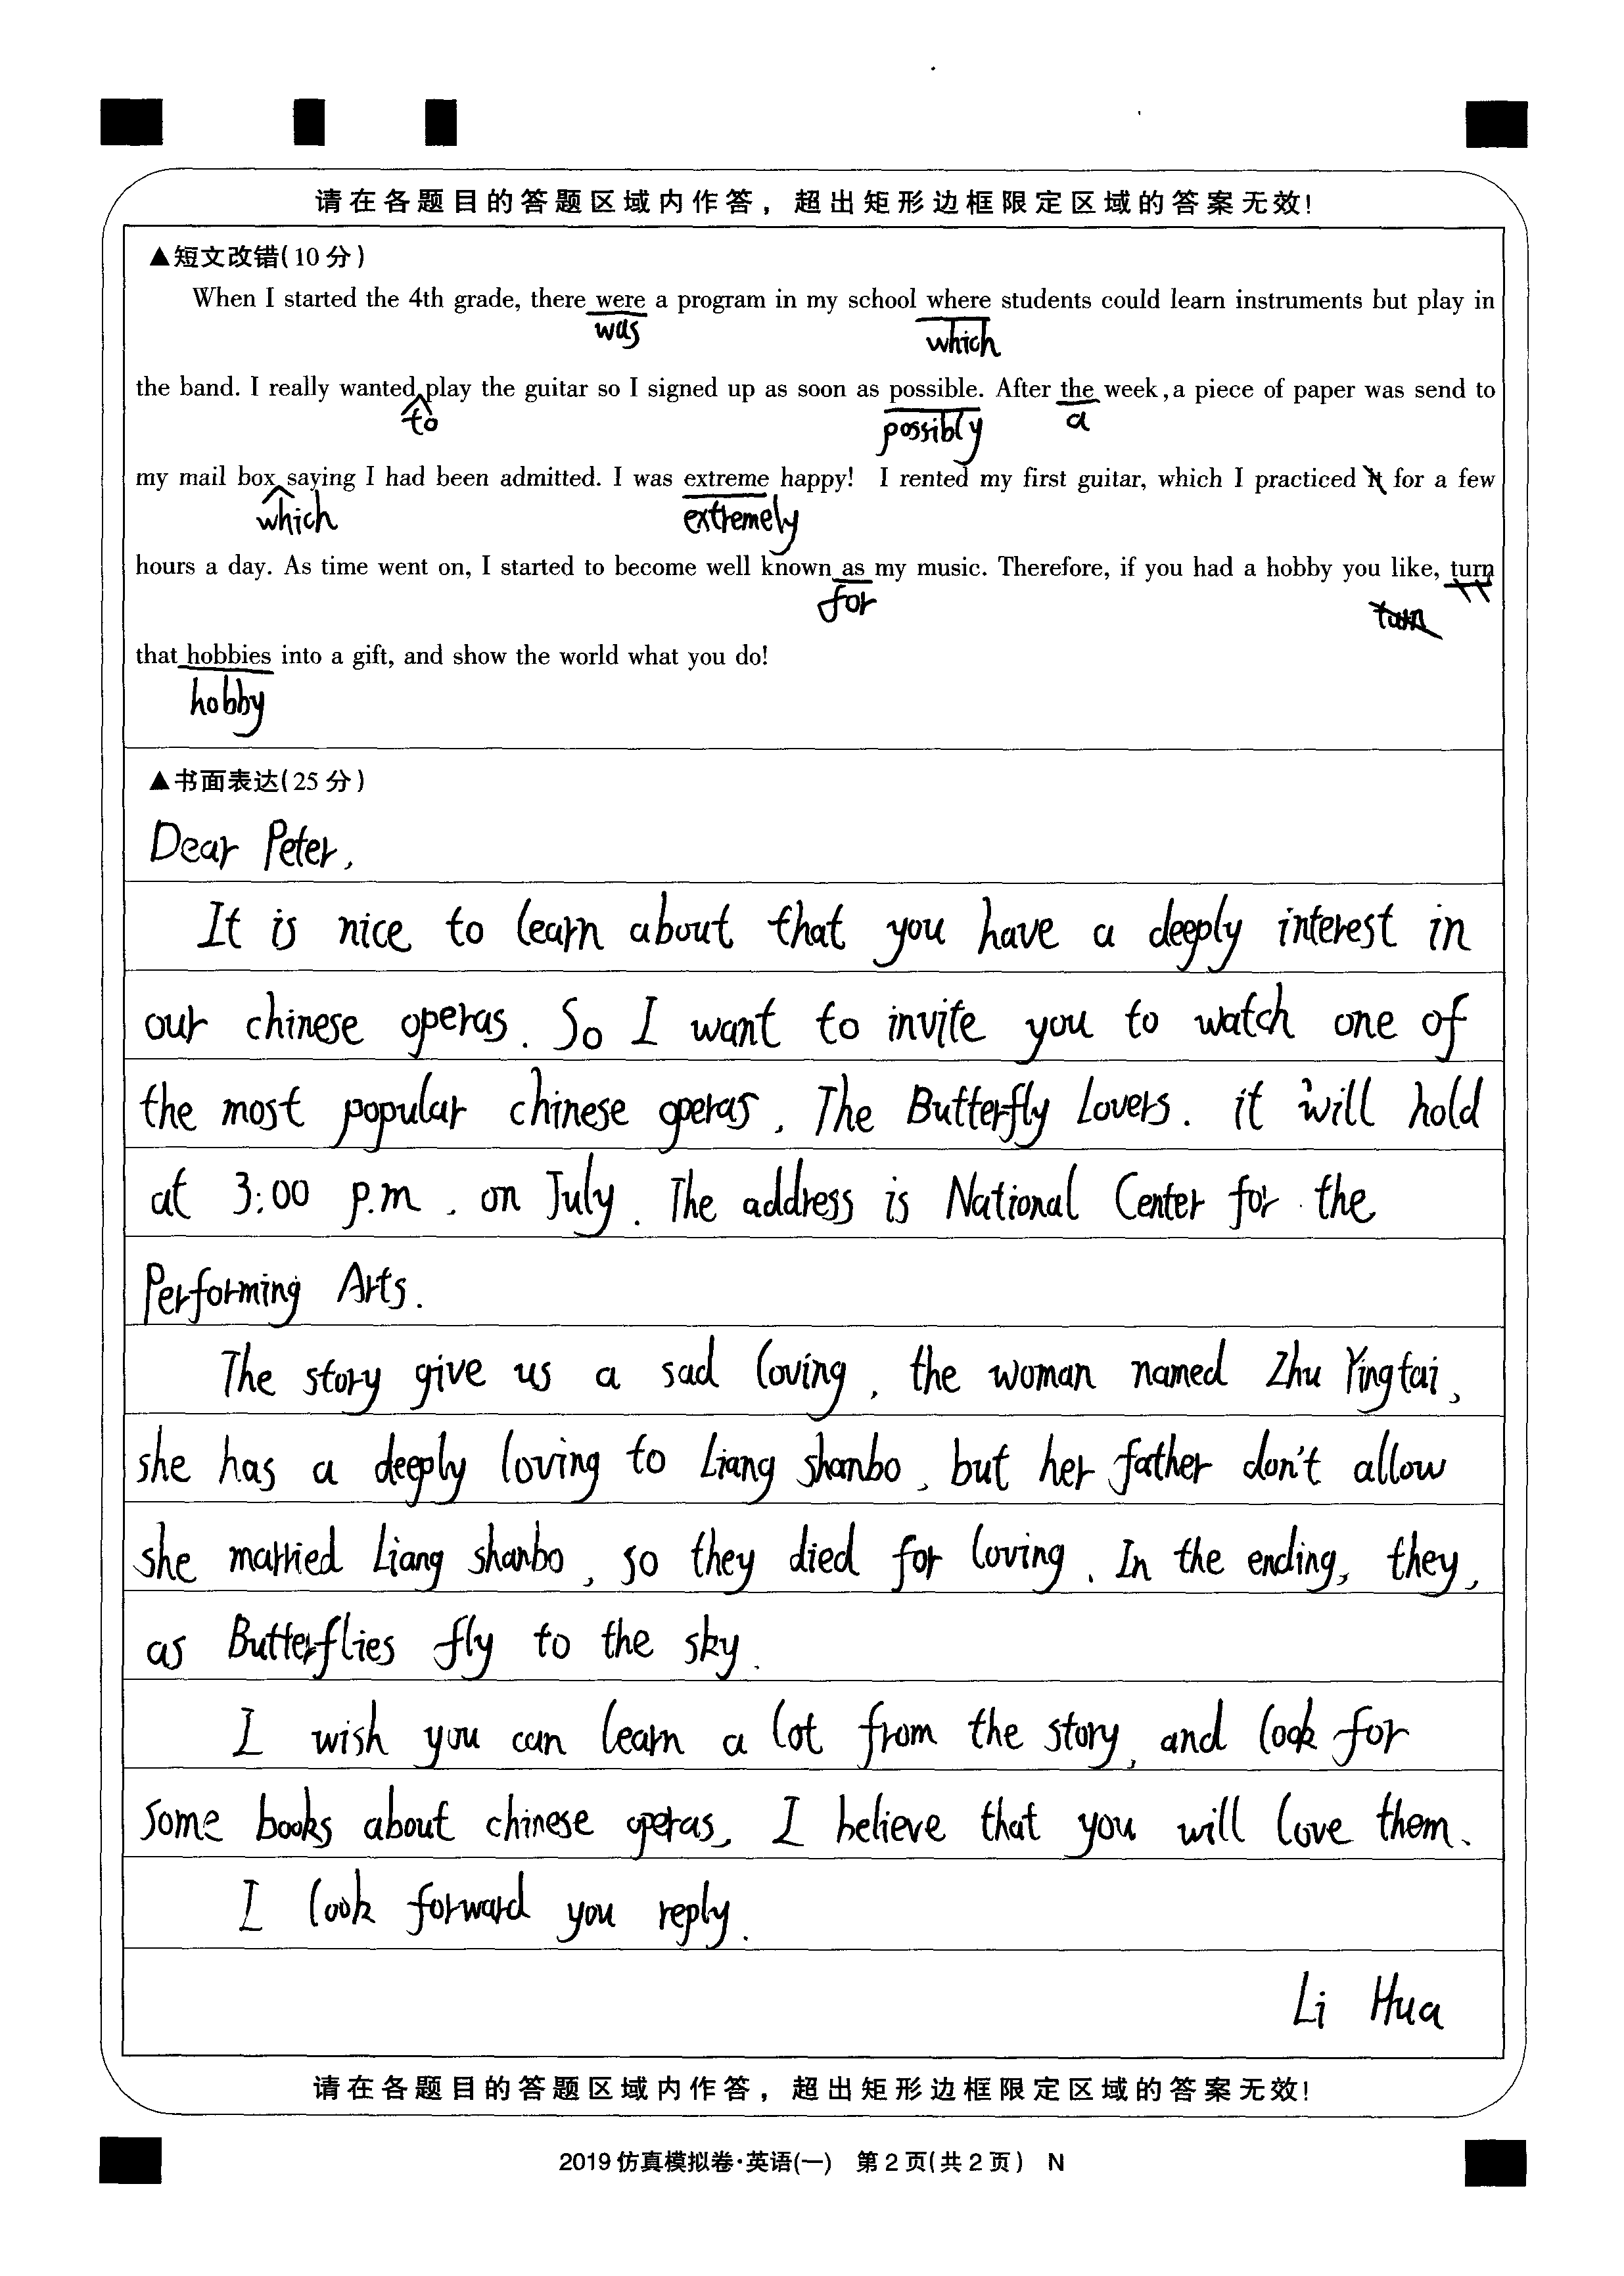 请在各题目的答题区域内作答，超出矩形边框限定区域的答案无效！
▲短文改错(10分)
When I started the 4th grade, there were a program in my school where students could learn instruments but play in
was which
the band. I really wanted play the guitar so I signed up as soon as possible. After the week, a piece of paper was send to
to possibly a
my mail box saying I had been admitted. I was extreme happy! I rented my first guitar, which I practiced it for a few
which extremely
hours a day. As time went on, I started to become well known as my music. Therefore, if you had a hobby you like, turn
for turn
that hobbies into a gift, and show the world what you do!
hobby
▲书面表达(25分)
Dear Peter,
It is nice to learn about that you have a deeply interest in
our chinese operas. So I want to invite you to watch one of
the most popular chinese operas, The Butterfly Lovers. it will hold
at 3:00 p.m. on July. The address is National Center for the
Performing Arts.
The story give us a sad loving, the woman named Zhu Yingtai,
she has a deeply loving to Liang shanbo, but her father don't allow
she married Liang shanbo, so they died for loving. In the ending, they,
as Butterflies fly to the sky.
I wish you can learn a lot from the story, and look for
some books about chinese operas, I believe that you will love them.
I look forward you reply.
Li Hua
请在各题目的答题区域内作答，超出矩形边框限定区域的答案无效！
2019仿真模拟卷·英语(一) 第2页(共2页) N